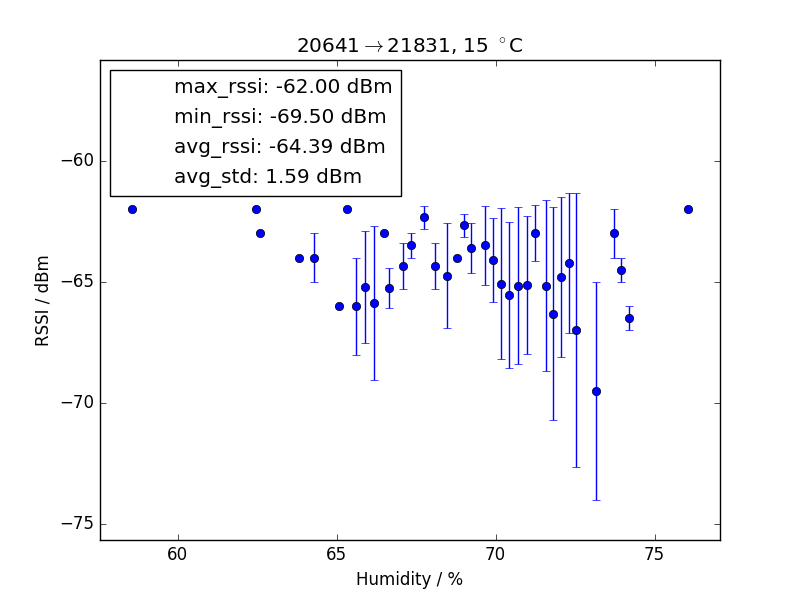 20641→21831, 15 °C
max_rssi: -62.00 dBm
min_rssi: -69.50 dBm
avg_rssi: -64.39 dBm
avg_std: 1.59 dBm
RSSI / dBm
−60
−65
−70
−75
60 65 70 75
Humidity / %